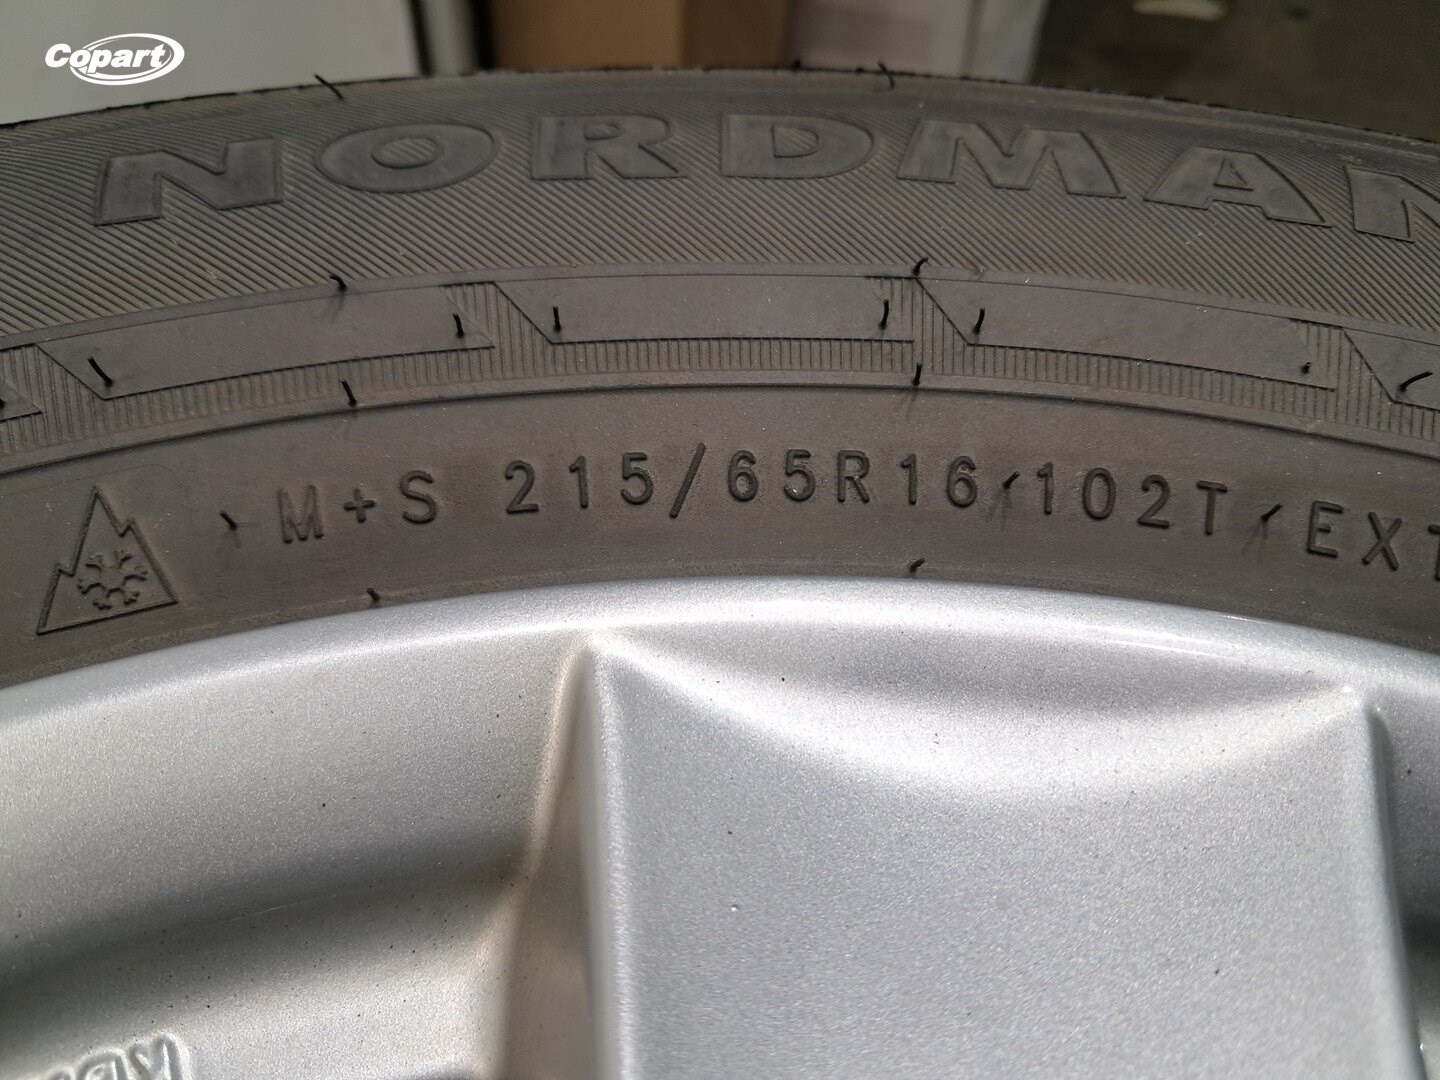 Copart
NORDMAN
M+S 215/65R16 102T EXT